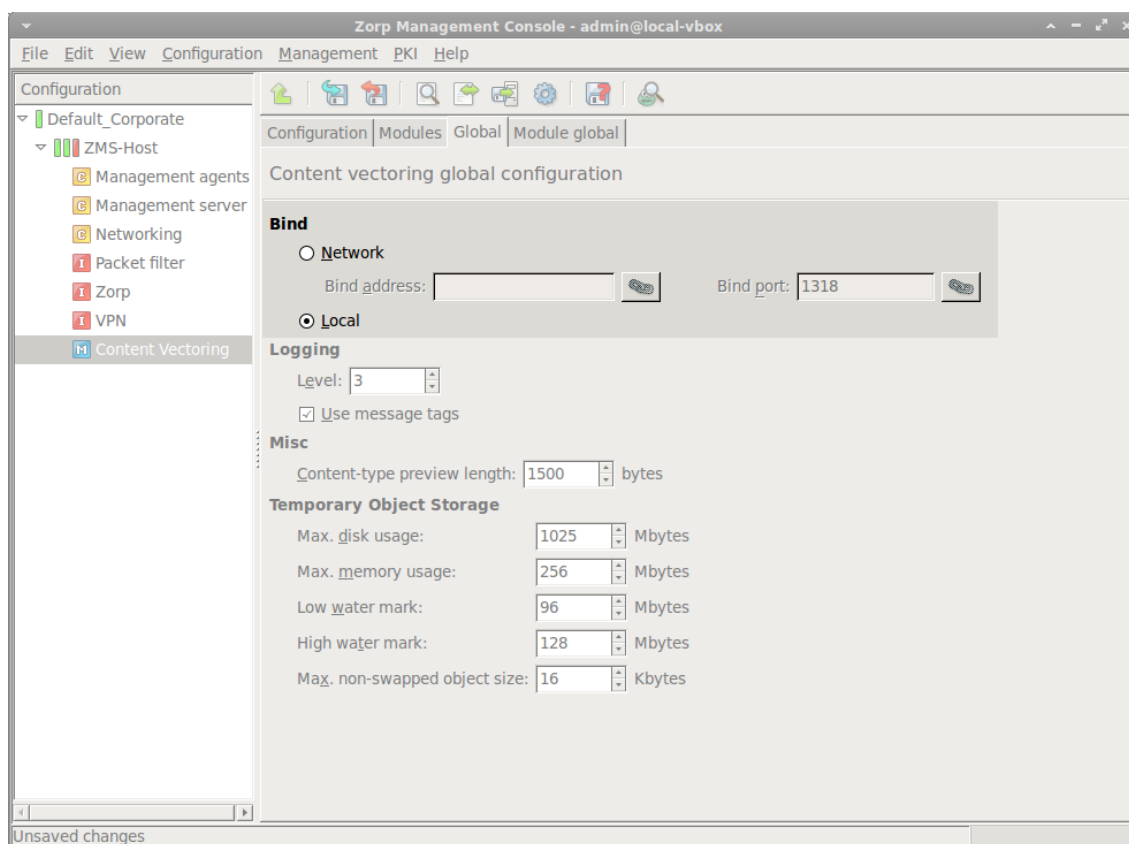 Zorp Management Console - admin@local-vbox
File Edit View Configuration Management PKI Help
Configuration
Default_Corporate
ZMS-Host
C Management agents
C Management server
C Networking
I Packet filter
I Zorp
I VPN
M Content Vectoring
Configuration Modules Global Module global
Content vectoring global configuration
Bind
Network
Bind address: Bind port: 1318
Local
Logging
Level: 3
Use message tags
Misc
Content-type preview length: 1500 bytes
Temporary Object Storage
Max. disk usage: 1025 Mbytes
Max. memory usage: 256 Mbytes
Low water mark: 96 Mbytes
High water mark: 128 Mbytes
Max. non-swapped object size: 16 Kbytes
Unsaved changes